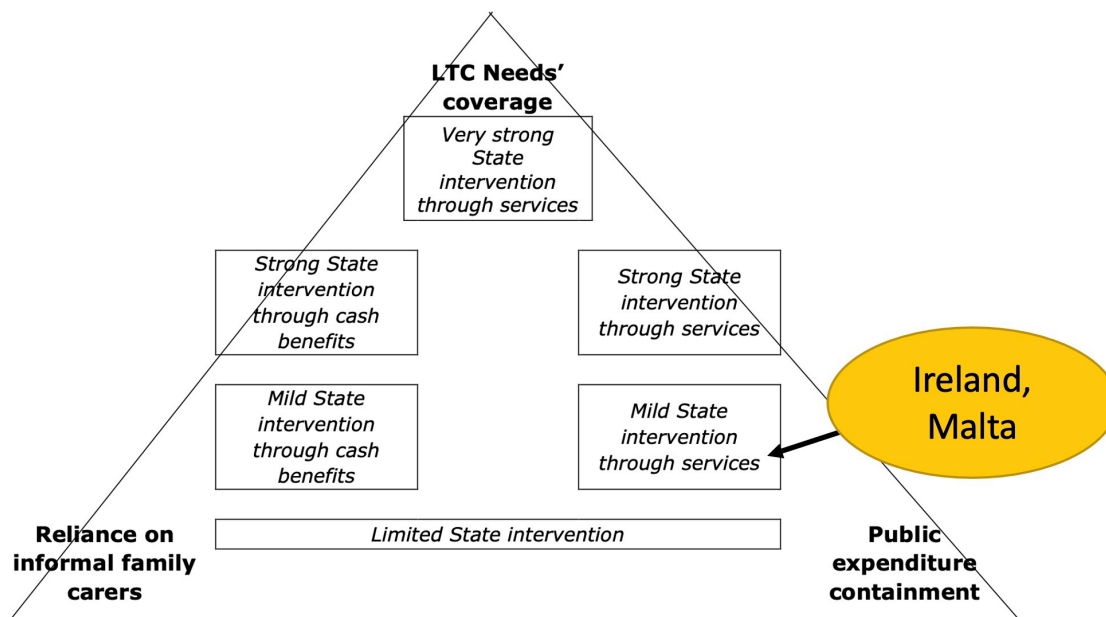 LTC Needs’
coverage
Very strong
State
intervention
through services
Strong State
intervention
through cash
benefits
Strong State
intervention
through services
Mild State
intervention
through cash
benefits
Mild State
intervention
through services
Ireland,
Malta
Limited State intervention
Reliance on
informal family
carers
Public
expenditure
containment